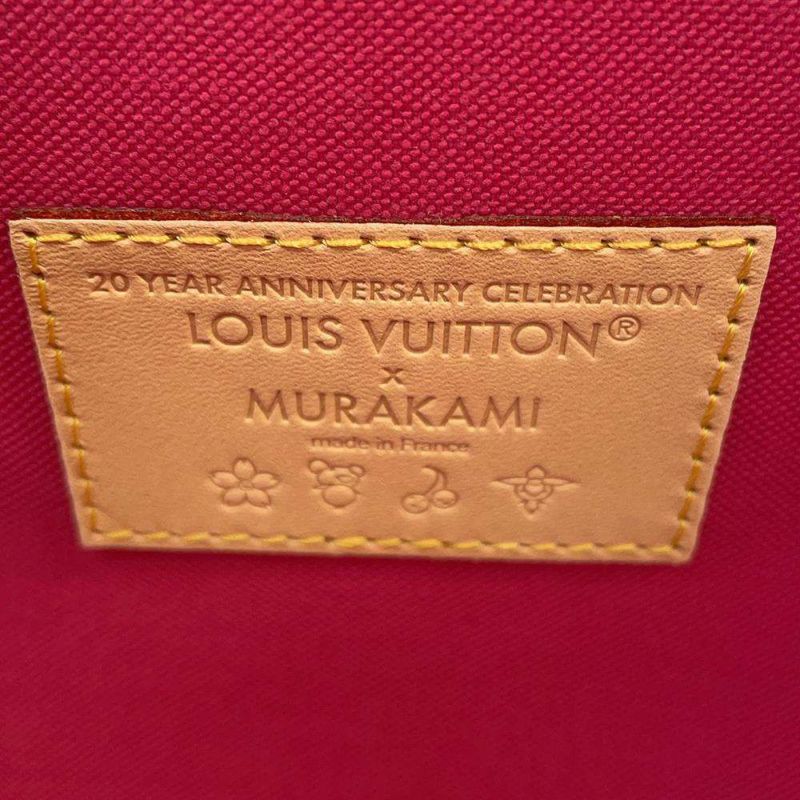 20 YEAR ANNIVERSARY CELEBRATION
LOUIS VUITTON®
x
MURAKAMI
made in France